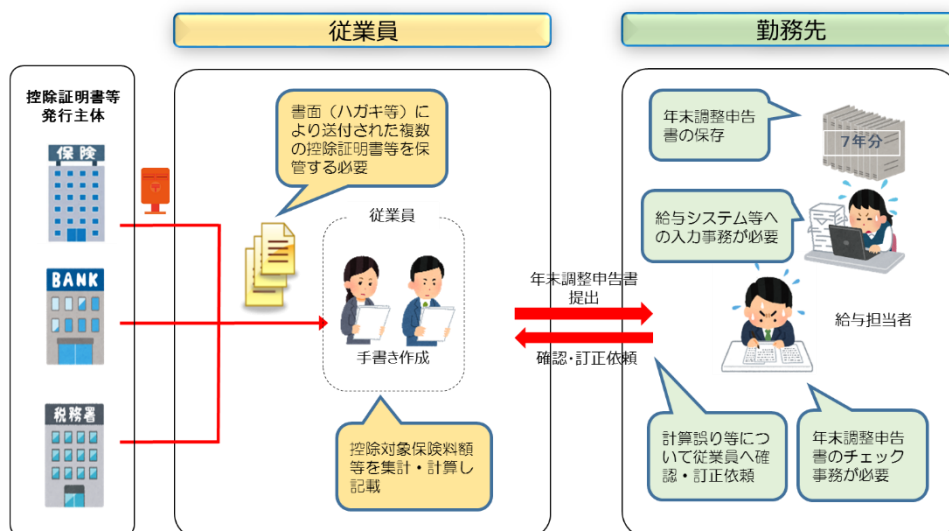 従業員
勤務先
控除証明書等
発行主体
保険
BANK
税務署
書面(ハガキ等)に
より送付された複数
の控除証明書等を保
管する必要
従業員
手書き作成
控除対象保険料額
等を集計・計算し
記載
年末調整申告書
提出
確認・訂正依頼
年末調整申告
書の保存
7年分
給与システム等へ
の入力事務が必要
給与担当者
計算誤り等につ
いて従業員へ確
認・訂正依頼
年末調整申告
書のチェック
事務が必要